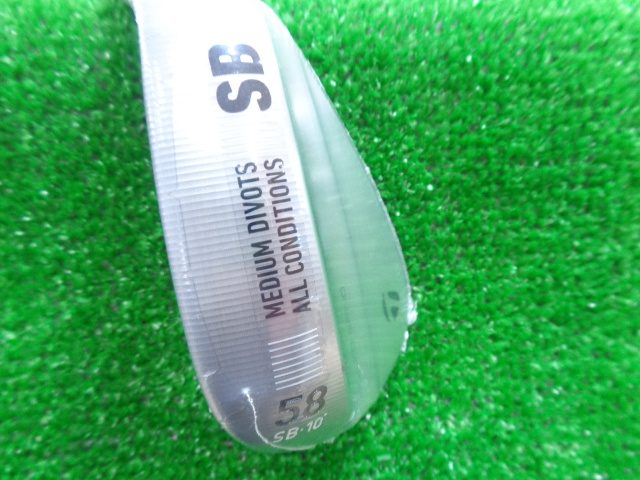 SB
MEDIUM DIVOTS
ALL CONDITIONS
58
SB·10°